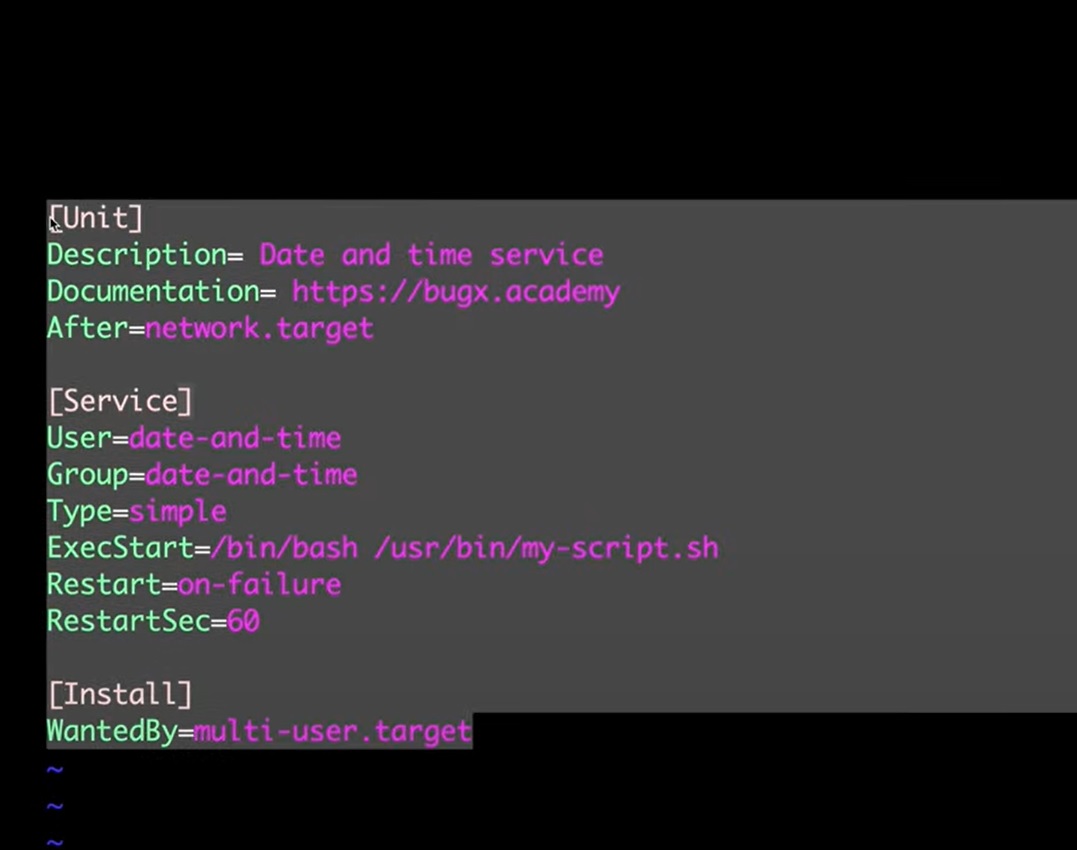 [Unit]
Description= Date and time service
Documentation= https://bugx.academy
After=network.target
[Service]
User=date-and-time
Group=date-and-time
Type=simple
ExecStart=/bin/bash /usr/bin/my-script.sh
Restart=on-failure
RestartSec=60
[Install]
WantedBy=multi-user.target
~
~
~